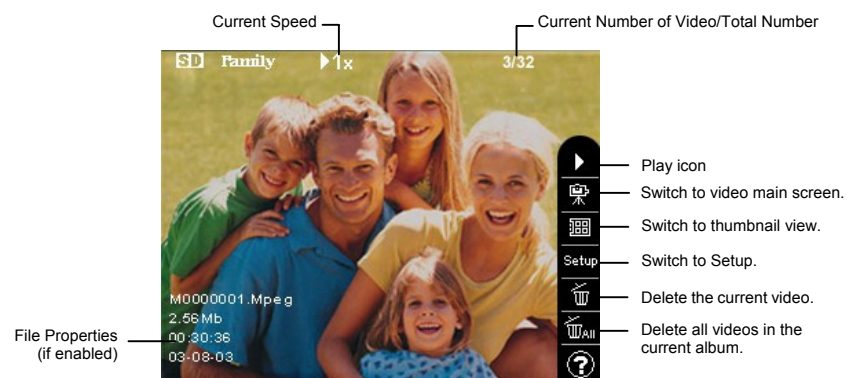 Current Speed
Current Number of Video/Total Number
SD Family 1x 3/32
Play icon
Switch to video main screen.
Switch to thumbnail view.
Setup
Switch to Setup.
M0000001.Mpeg
2.56Mb
00:30:36
03-08-03
Delete the current video.
All
Delete all videos in the
current album.
File Properties
(if enabled)
?